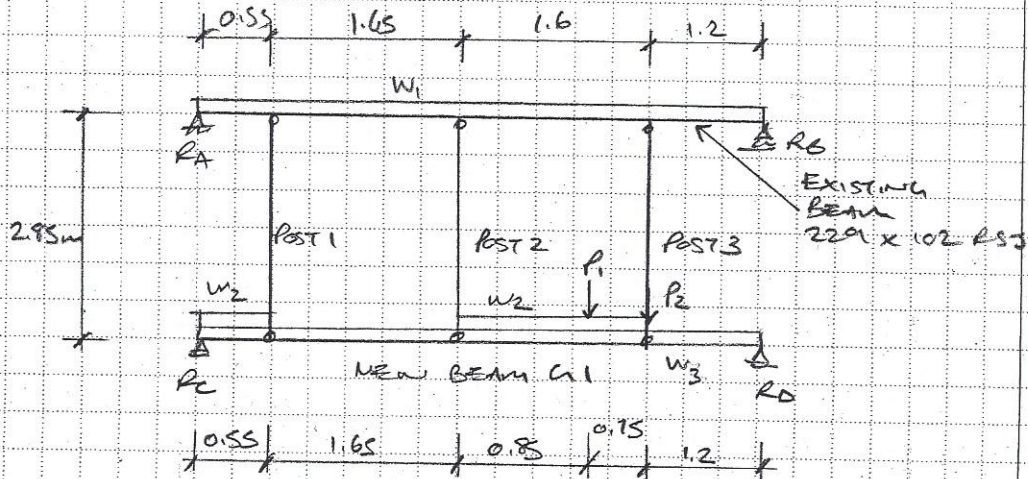 0.55 1.65 1.6 1.2
W1
RA
RB
EXISTING
BEAM
229 x 102 RSJ
2.95m
POST 1
POST 2
POST 3
P1
W2
W2
P2
RC
NEW BEAM G1
W3
RD
0.55 1.65 0.85 0.75 1.2